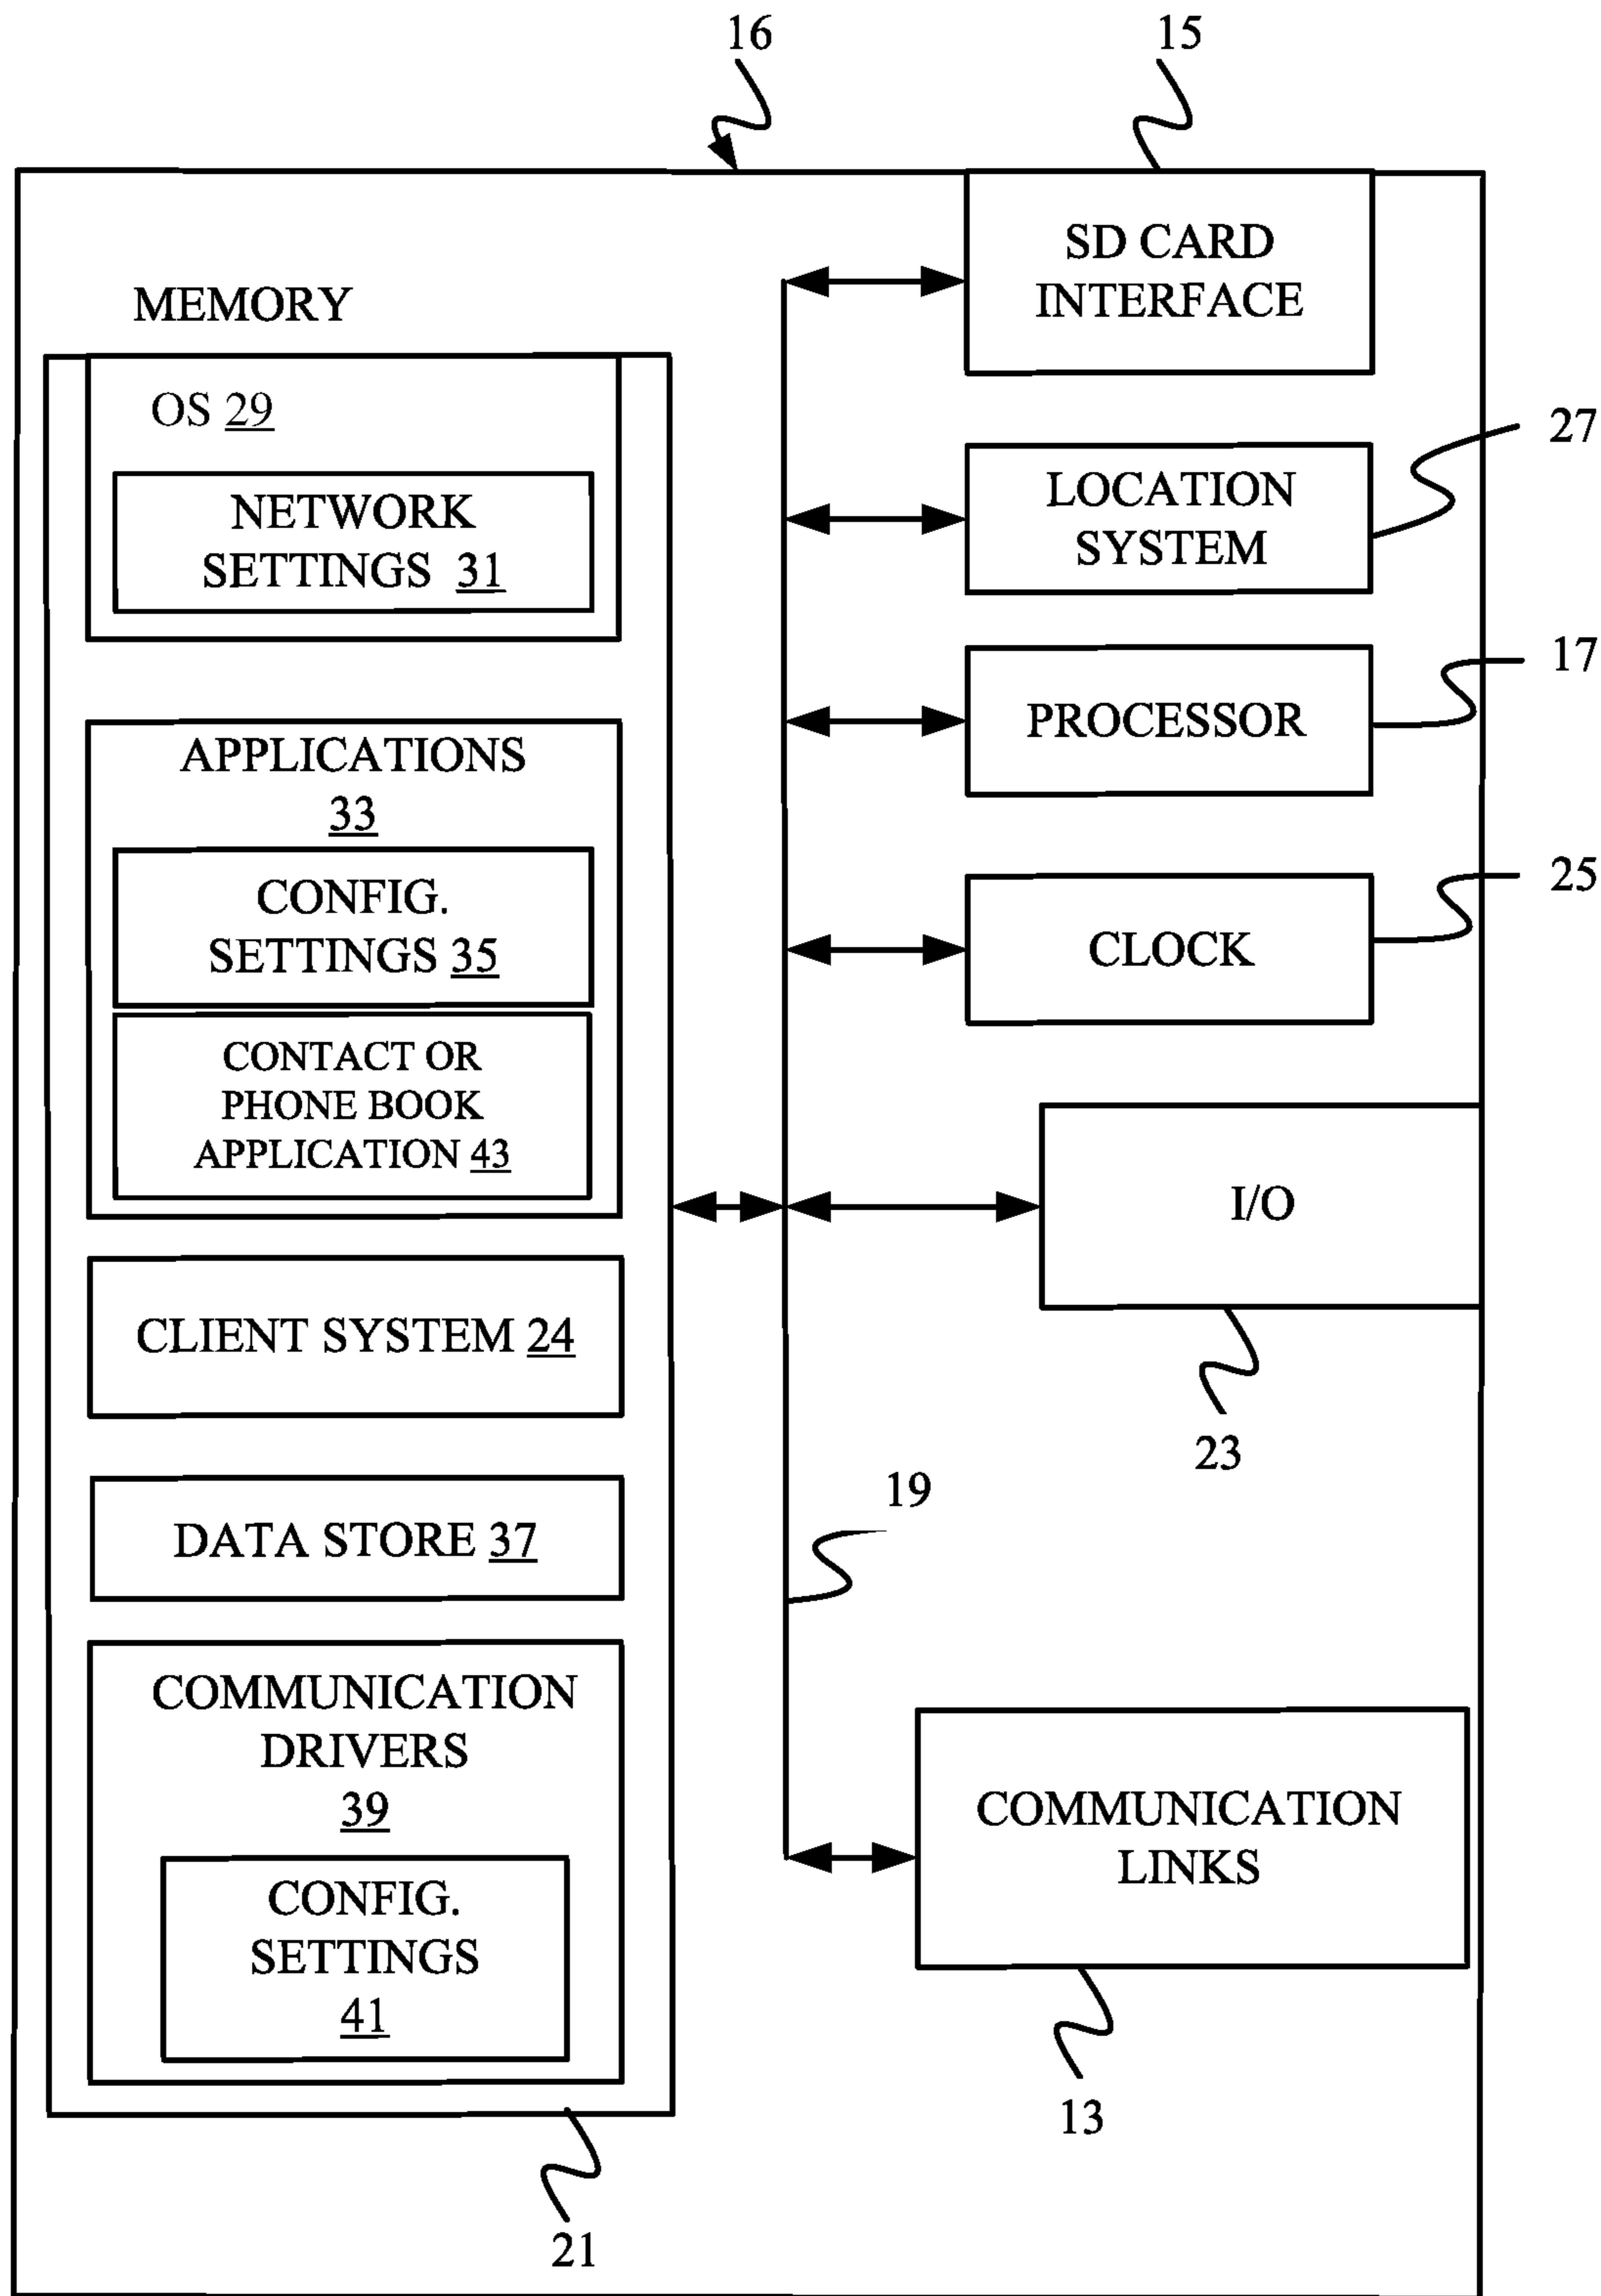 16
15
SD CARD
INTERFACE
MEMORY
OS 29
NETWORK
SETTINGS 31
27
LOCATION
SYSTEM
17
PROCESSOR
APPLICATIONS
33
CONFIG.
SETTINGS 35
25
CLOCK
CONTACT OR
PHONE BOOK
APPLICATION 43
I/O
23
CLIENT SYSTEM 24
19
DATA STORE 37
COMMUNICATION
DRIVERS
39
CONFIG.
SETTINGS
41
COMMUNICATION
LINKS
13
21